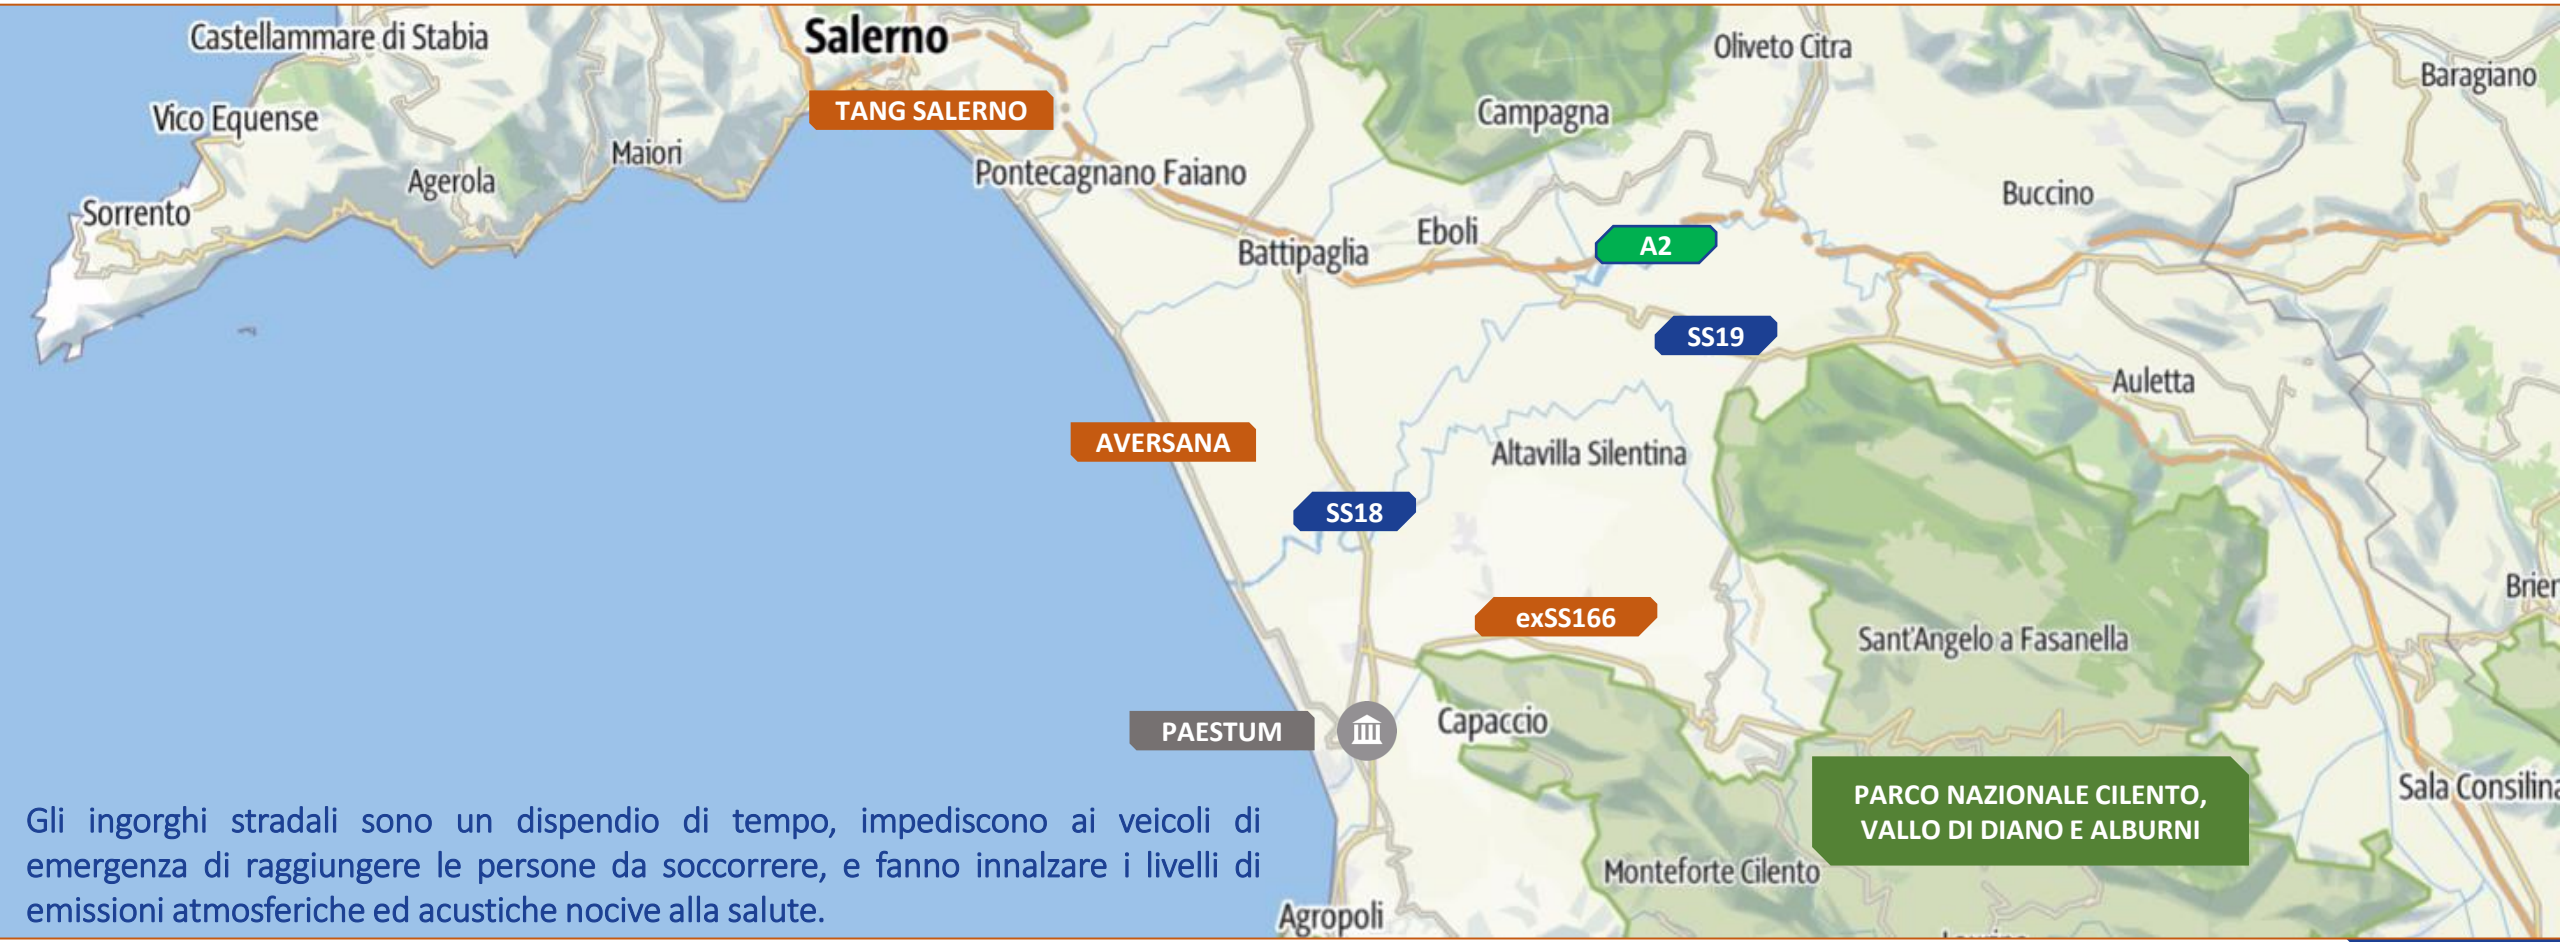 Castellammare di Stabia
Salerno
Oliveto Citra
Baragiano
Vico Equense
TANG SALERNO
Campagna
Maiori
Agerola
Pontecagnano Faiano
Buccino
Sorrento
Eboli
Battipaglia
A2
SS19
Auletta
AVERSANA
Altavilla Silentina
SS18
Brien
exSS166
Sant'Angelo a Fasanella
PAESTUM
Capaccio
Sala Consilina
PARCO NAZIONALE CILENTO,
VALLO DI DIANO E ALBURNI
Gli ingorghi stradali sono un dispendio di tempo, impediscono ai veicoli di
emergenza di raggiungere le persone da soccorrere, e fanno innalzare i livelli di
emissioni atmosferiche ed acustiche nocive alla salute.
Monteforte Cilento
Agropoli